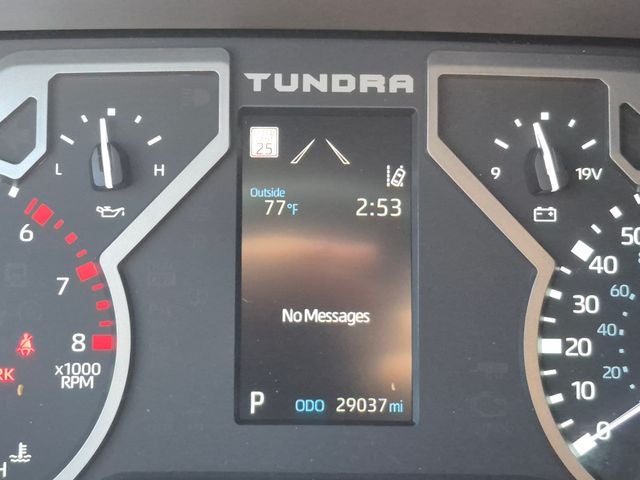 TUNDRA
L
H
9
19V
25
Outside
77°F
2:53
6
7
8
x1000
RPM
RK
H
No Messages
P
ODO 29037 mi
50
40
30
20
10
0
60
40
20